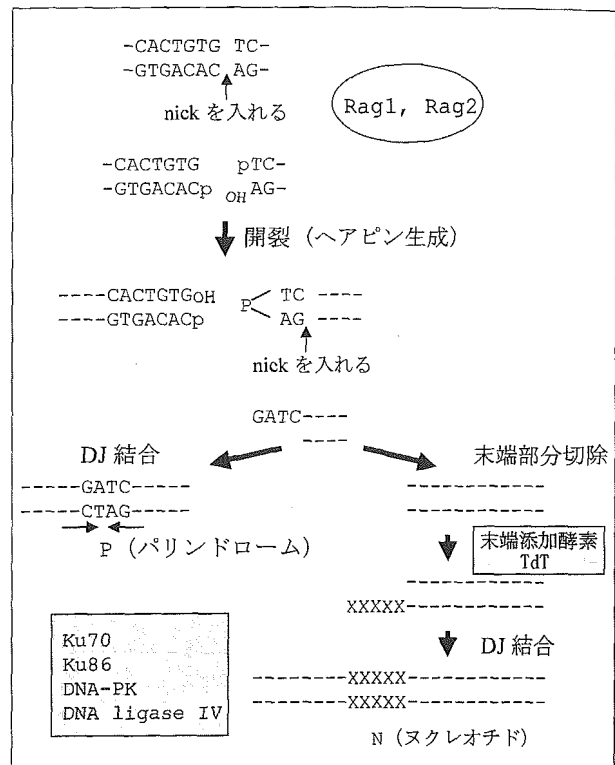 -CACTGTG TC-
-GTGACAC AG-
nick を入れる
Rag1, Rag2
-CACTGTG pTC-
-GTGACACp OHAG-
開裂 (ヘアピン生成)
----CACTGTGOH P TC ----
----GTGACACp AG ----
nick を入れる
GATC----
----
DJ 結合
末端部分切除
-----GATC------
-----CTAG------
P (パリンドローム)
-------------
-------------
末端添加酵素
TdT
-------------
XXXXX-------------
DJ 結合
Ku70
Ku86
DNA-PK
DNA ligase IV
---------XXXXX-------------
---------XXXXX-------------
N (ヌクレオチド)